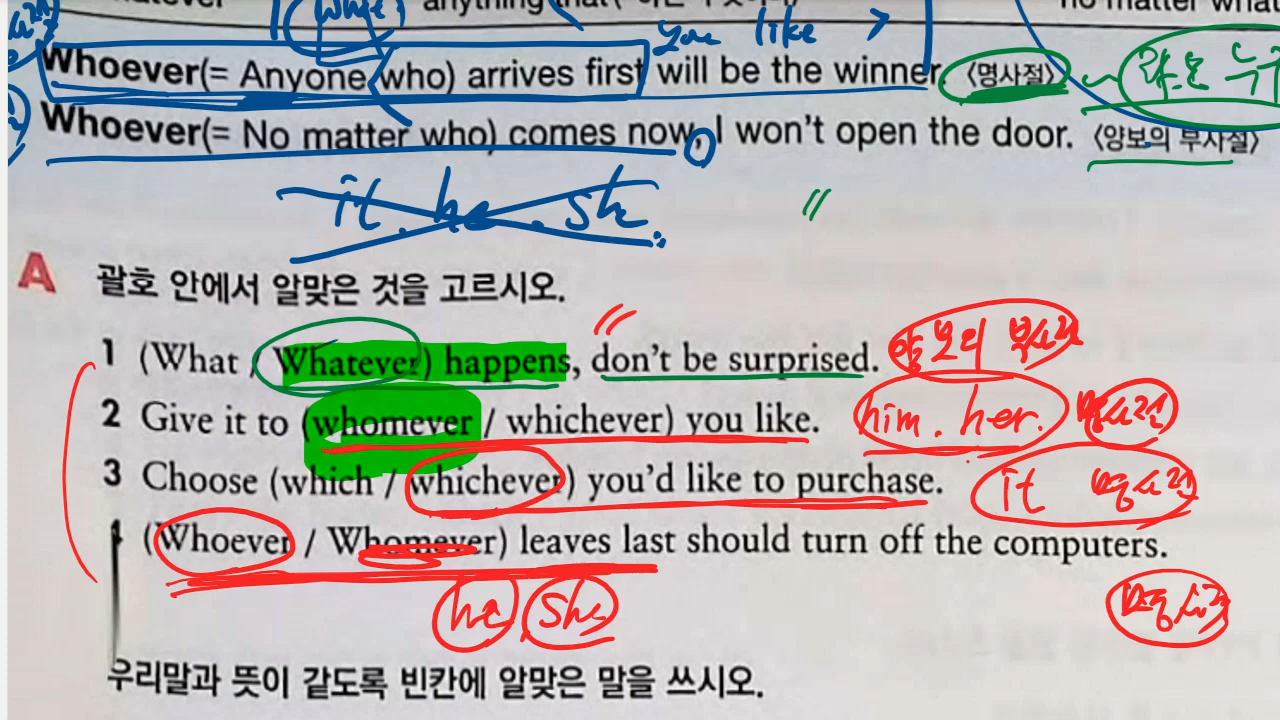 anything that
no matter what
you like
Whoever(= Anyone who) arrives first will be the winner. 〈명사절〉
Whoever(= No matter who) comes now, I won't open the door. 〈양보의 부사절〉
it. he. she.
A 괄호 안에서 알맞은 것을 고르시오.
1 (What / Whatever) happens, don't be surprised. 양보의 부사절
2 Give it to (whomever / whichever) you like. him. her. 명사절
3 Choose (which / whichever) you'd like to purchase. it 명사절
(Whoever / Whomever) leaves last should turn off the computers.
he she 명사절
우리말과 뜻이 같도록 빈칸에 알맞은 말을 쓰시오.